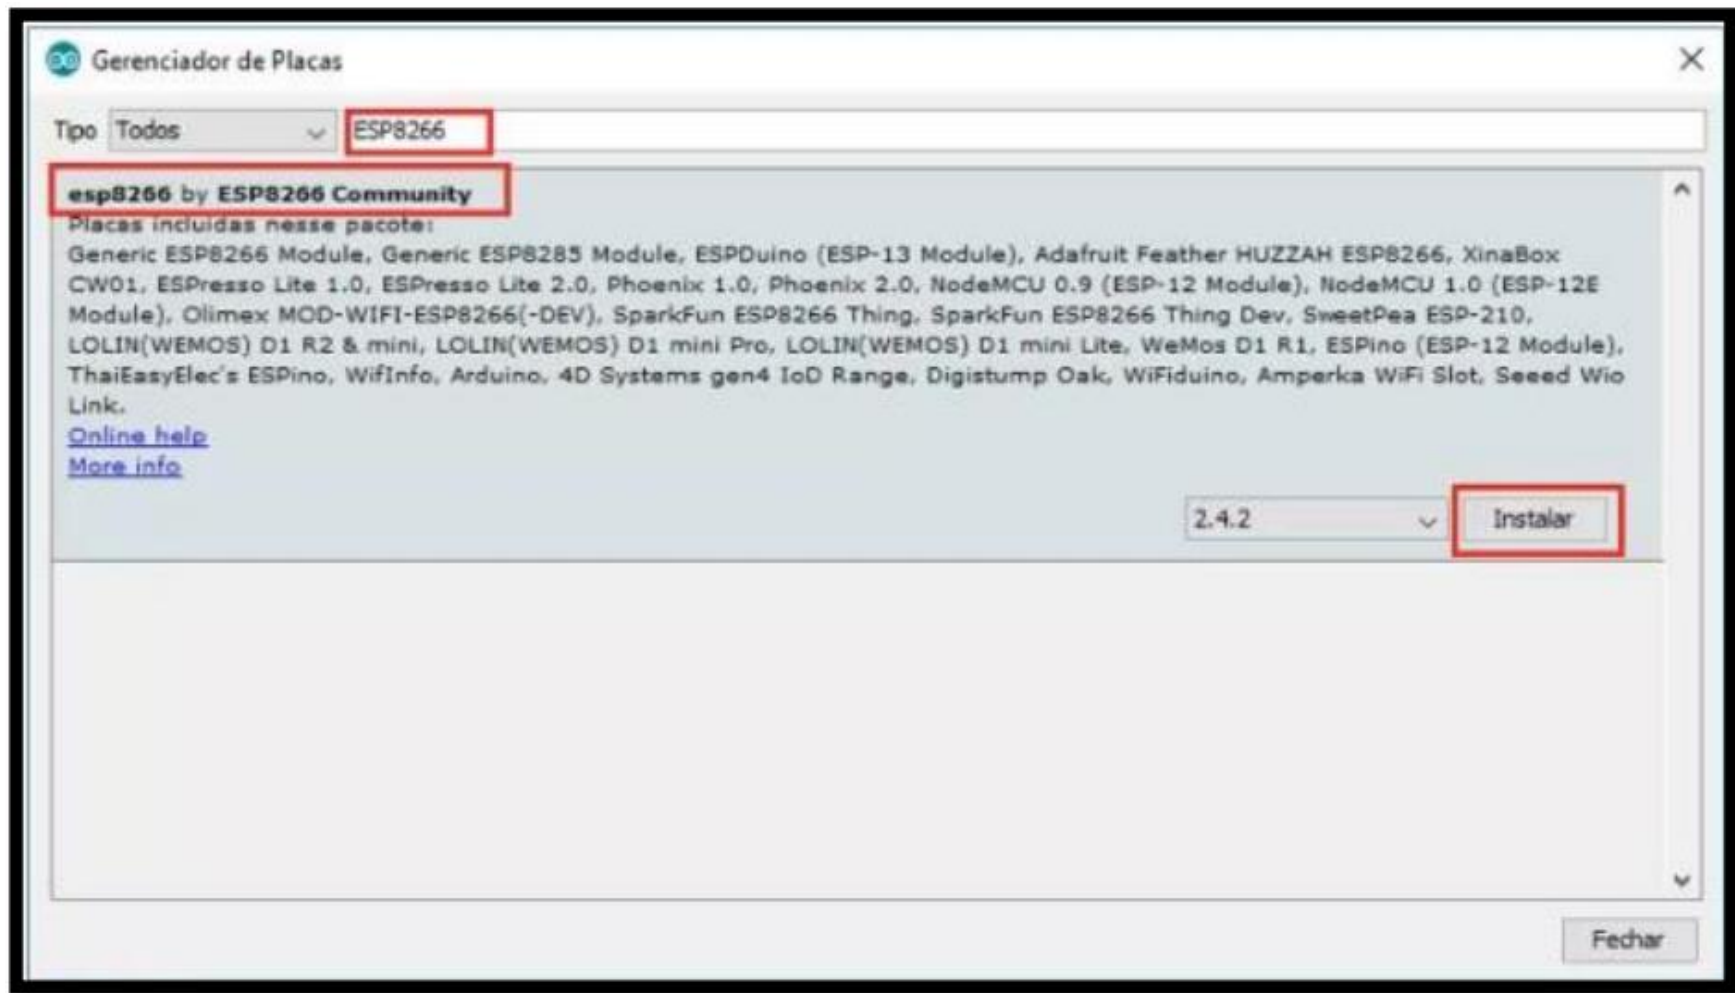 Gerenciador de Placas
Tipo Todos ESP8266
esp8266 by ESP8266 Community
Placas incluidas nesse pacote:
Generic ESP8266 Module, Generic ESP8285 Module, ESPDuino (ESP-13 Module), Adafruit Feather HUZZAH ESP8266, XinaBox
CW01, ESPresso Lite 1.0, ESPresso Lite 2.0, Phoenix 1.0, Phoenix 2.0, NodeMCU 0.9 (ESP-12 Module), NodeMCU 1.0 (ESP-12E
Module), Olimex MOD-WIFI-ESP8266(-DEV), SparkFun ESP8266 Thing, SparkFun ESP8266 Thing Dev, SweetPea ESP-210,
LOLIN(WEMOS) D1 R2 & mini, LOLIN(WEMOS) D1 mini Pro, LOLIN(WEMOS) D1 mini Lite, WeMos D1 R1, ESPino (ESP-12 Module),
ThaiEasyElec's ESPino, WifInfo, Arduino, 4D Systems gen4 IoD Range, Digistump Oak, WiFiduino, Amperka WiFi Slot, Seeed Wio
Link.
Online help
More info
2.4.2 Instalar
Fechar